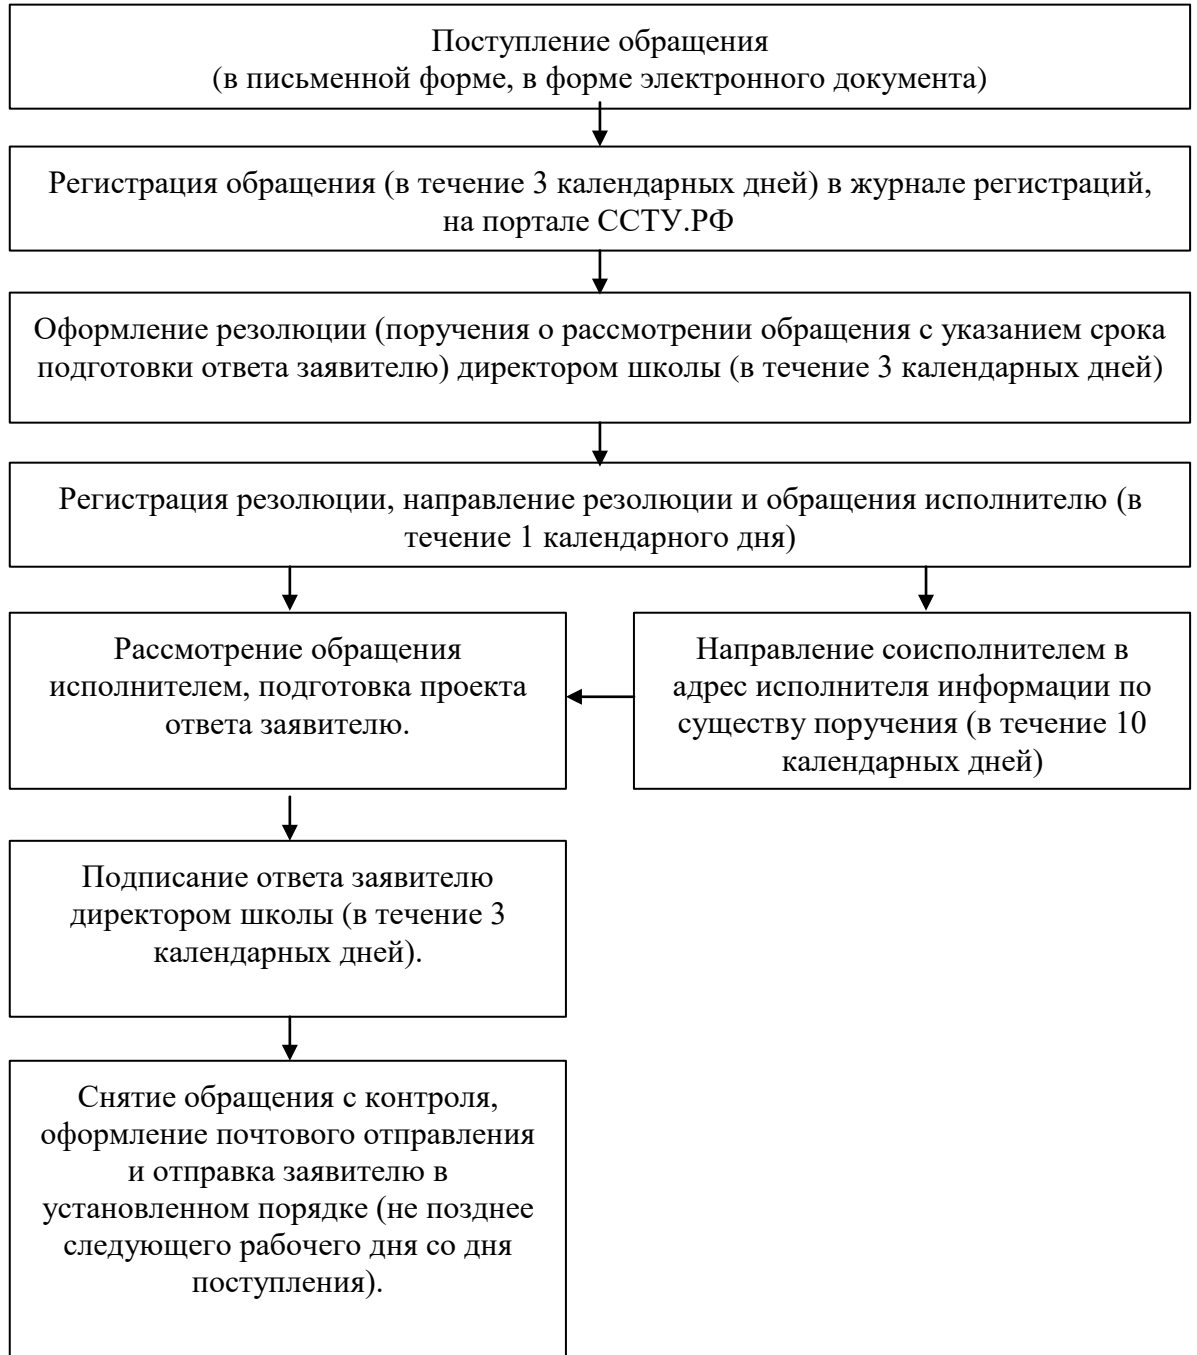 Поступление обращения
(в письменной форме, в форме электронного документа)
Регистрация обращения (в течение 3 календарных дней) в журнале регистраций,
на портале ССТУ.РФ
Оформление резолюции (поручения о рассмотрении обращения с указанием срока
подготовки ответа заявителю) директором школы (в течение 3 календарных дней)
Регистрация резолюции, направление резолюции и обращения исполнителю (в
течение 1 календарного дня)
Рассмотрение обращения
исполнителем, подготовка проекта
ответа заявителю.
Направление соисполнителем в
адрес исполнителя информации по
существу поручения (в течение 10
календарных дней)
Подписание ответа заявителю
директором школы (в течение 3
календарных дней).
Снятие обращения с контроля,
оформление почтового отправления
и отправка заявителю в
установленном порядке (не позднее
следующего рабочего дня со дня
поступления).